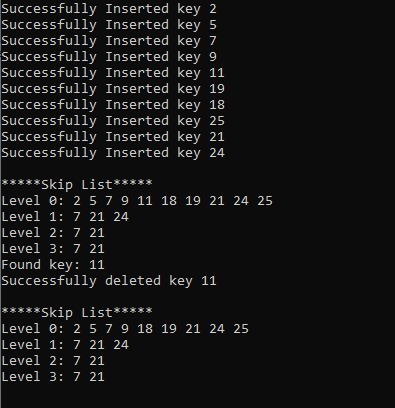 Successfully Inserted key 2
Successfully Inserted key 5
Successfully Inserted key 7
Successfully Inserted key 9
Successfully Inserted key 11
Successfully Inserted key 19
Successfully Inserted key 18
Successfully Inserted key 25
Successfully Inserted key 21
Successfully Inserted key 24
*****Skip List*****
Level 0: 2 5 7 9 11 18 19 21 24 25
Level 1: 7 21 24
Level 2: 7 21
Level 3: 7 21
Found key: 11
Successfully deleted key 11
*****Skip List*****
Level 0: 2 5 7 9 18 19 21 24 25
Level 1: 7 21 24
Level 2: 7 21
Level 3: 7 21